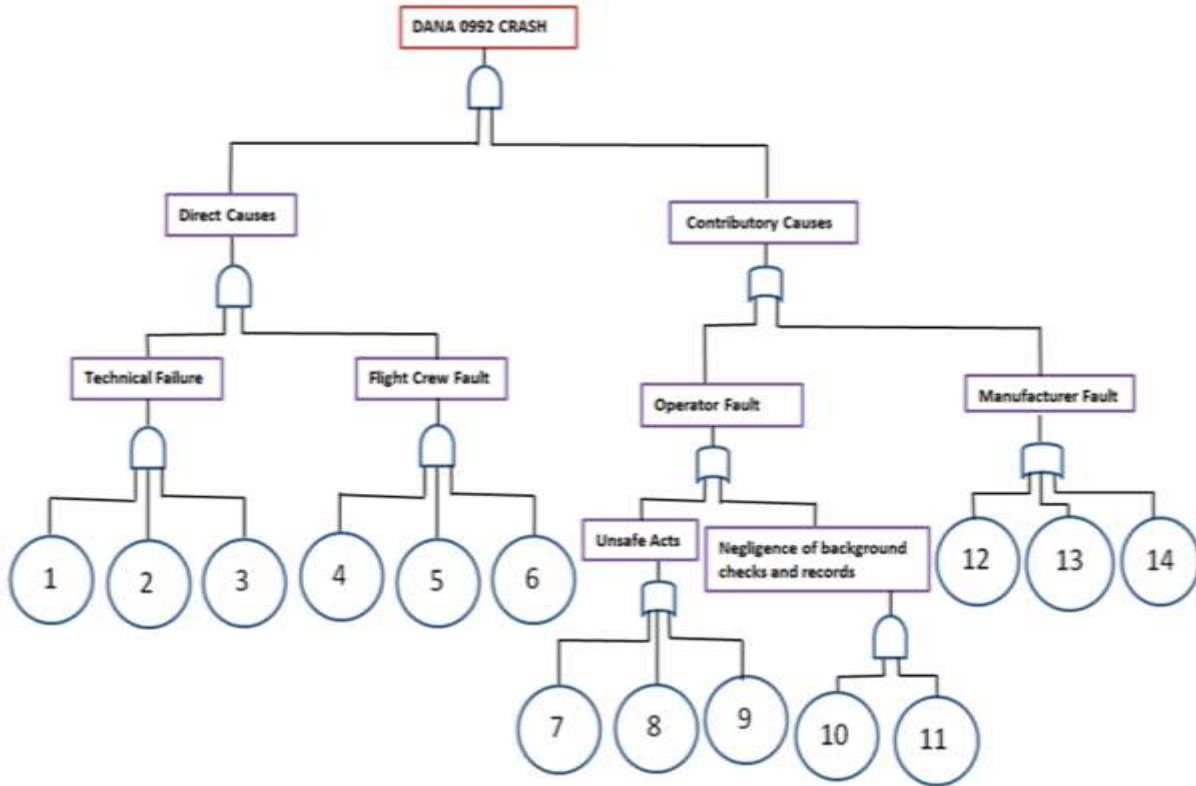 DANA 0992 CRASH
Direct Causes
Contributory Causes
Technical Failure
Flight Crew Fault
Operator Fault
Manufacturer Fault
Unsafe Acts
Negligence of background
checks and records
1
2
3
4
5
6
7
8
9
10
11
12
13
14